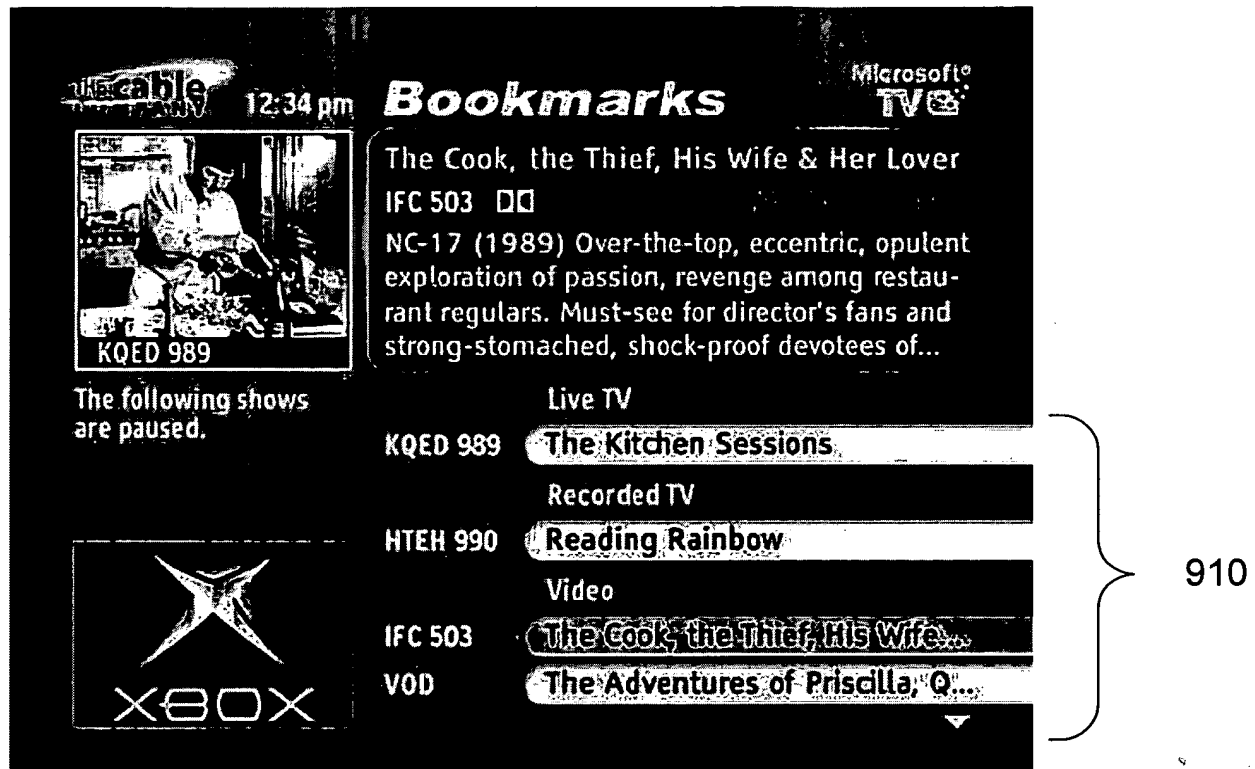 THE cable
COMPANY
12:34 pm
Bookmarks
Microsoft®
TV
The Cook, the Thief, His Wife & Her Lover
IFC 503
NC-17 (1989) Over-the-top, eccentric, opulent
exploration of passion, revenge among restau-
rant regulars. Must-see for director's fans and
strong-stomached, shock-proof devotees of...
KQED 989
The following shows
are paused.
Live TV
KQED 989 The Kitchen Sessions
Recorded TV
HTEH 990 Reading Rainbow
Video
IFC 503 The Cook, the Thief, His Wife...
VOD The Adventures of Priscilla, Q...
XBOX
910